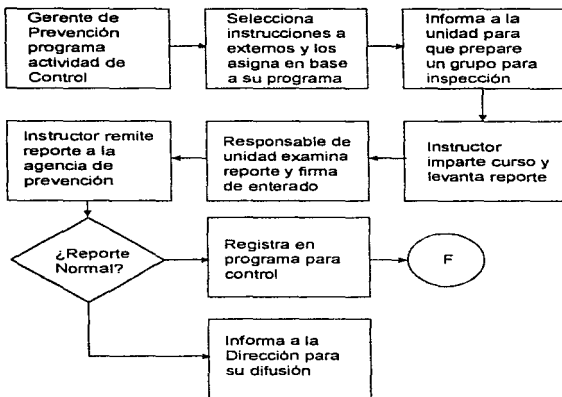 Gerente de
Prevención
programa
actividad de
Control
Selecciona
instrucciones a
externos y los
asigna en base
a su programa
Informa a la
unidad para
que prepare
un grupo para
inspección
Instructor
imparte curso y
levanta reporte
Responsable de
unidad examina
reporte y firma
de enterado
Instructor remite
reporte a la
agencia de
prevención
¿Reporte
Normal?
Registra en
programa para
control
F
Informa a la
Dirección para
su difusión